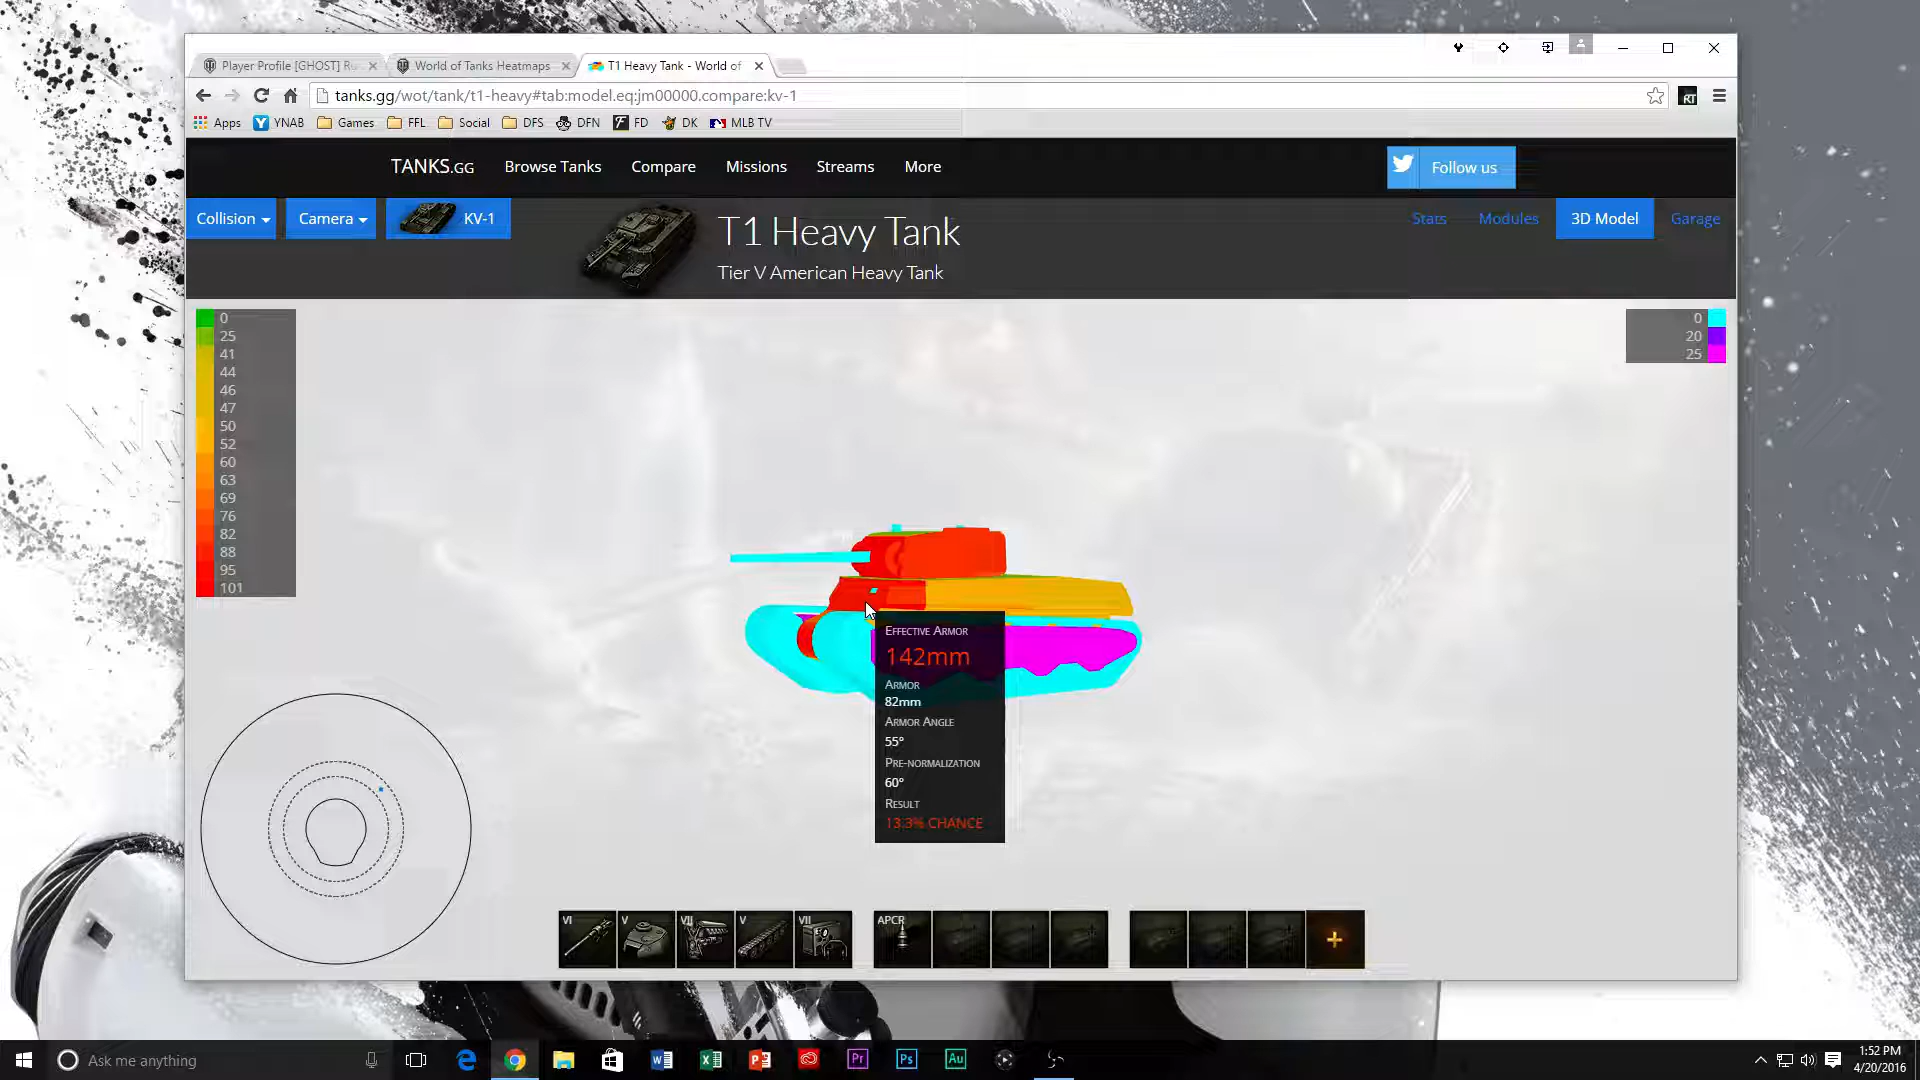 Player Profile [GHOST] Ru
World of Tanks Heatmaps
T1 Heavy Tank - World of
tanks.gg/wot/tank/t1-heavy#tab:model.eq:jm00000.compare:kv-1
RT
Apps
YNAB
Games
FFL
Social
DFS
DFN
FD
DK
MLB TV
TANKS.GG
Browse Tanks
Compare
Missions
Streams
More
Follow us
Collision
Camera
KV-1
T1 Heavy Tank
Tier V American Heavy Tank
Stats
Modules
3D Model
Garage
0
25
41
44
46
47
50
52
60
63
69
76
82
88
95
101
0
20
25
EFFECTIVE ARMOR
142mm
ARMOR
82mm
ARMOR ANGLE
55°
PRE-NORMALIZATION
60°
RESULT
13.3% CHANCE
VI
V
VII
V
VII
APCR
+
Ask me anything
Pr
Ps
Au
1:52 PM
4/20/2016